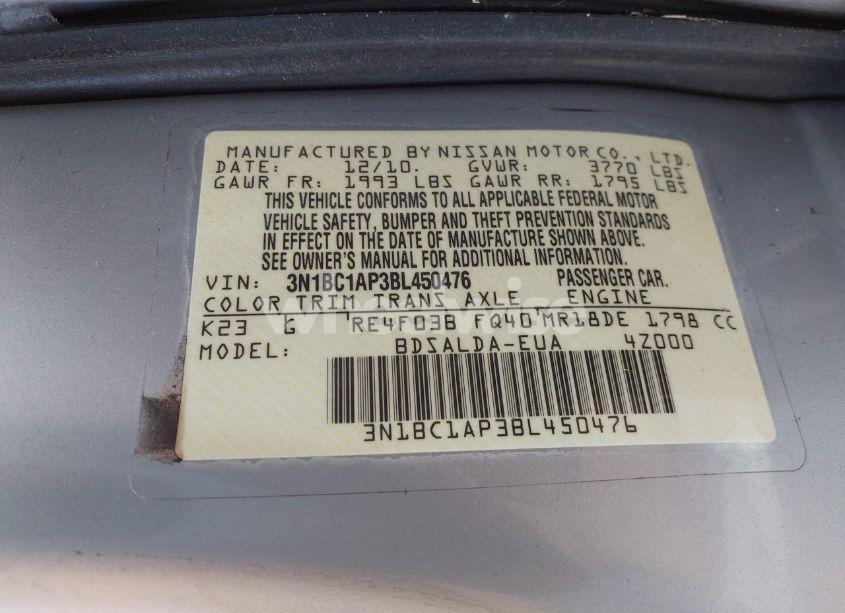 MANUFACTURED BY NISSAN MOTOR CO., LTD.
DATE: 12/10. GVWR: 3770 LBS
GAWR FR: 1993 LBS GAWR RR: 1795 LBS
THIS VEHICLE CONFORMS TO ALL APPLICABLE FEDERAL MOTOR
VEHICLE SAFETY, BUMPER AND THEFT PREVENTION STANDARDS
IN EFFECT ON THE DATE OF MANUFACTURE SHOWN ABOVE.
SEE OWNER'S MANUAL FOR ADDITIONAL INFORMATION.
VIN: 3N1BC1AP3BL450476 PASSENGER CAR.
COLOR TRIM TRANS AXLE ENGINE
K23 G RE4F03B FQ40 MR18DE 1798 CC
MODEL: BDSALDA-EUA 4Z000
3N1BC1AP3BL450476